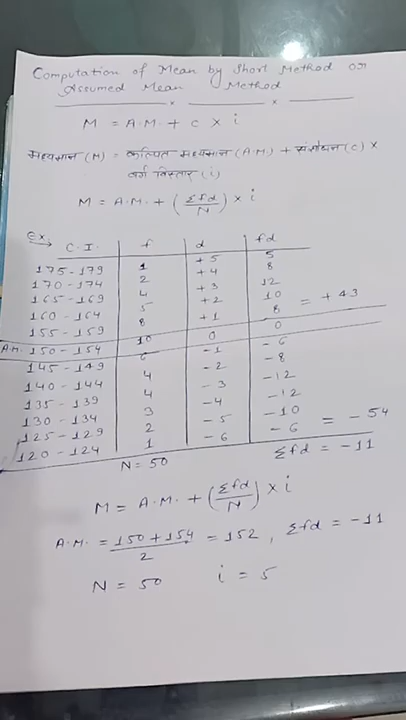 Computation of Mean by Short Method or
Assumed Mean Method
M = A.M. + C × i
मध्यमान (M) = कल्पित मध्यमान (A.M.) + संशोधन (C) ×
वर्ग विस्तार (i)
M = A.M. + (Σfd/N) × i
Ex. C.I. f d fd
175-179 1 +5 5
170-174 2 +4 8
165-169 4 +3 12
160-164 5 +2 10 = +43
155-159 8 +1 8
A.M. 150-154 10 0 0
145-149 6 -1 -6
140-144 4 -2 -8
135-139 4 -3 -12
130-134 3 -4 -12
125-129 2 -5 -10
120-124 1 -6 -6 = -54
N = 50 Σfd = -11
M = A.M. + (Σfd/N) × i
A.M. = 150+154/2 = 152, Σfd = -11
N = 50 i = 5